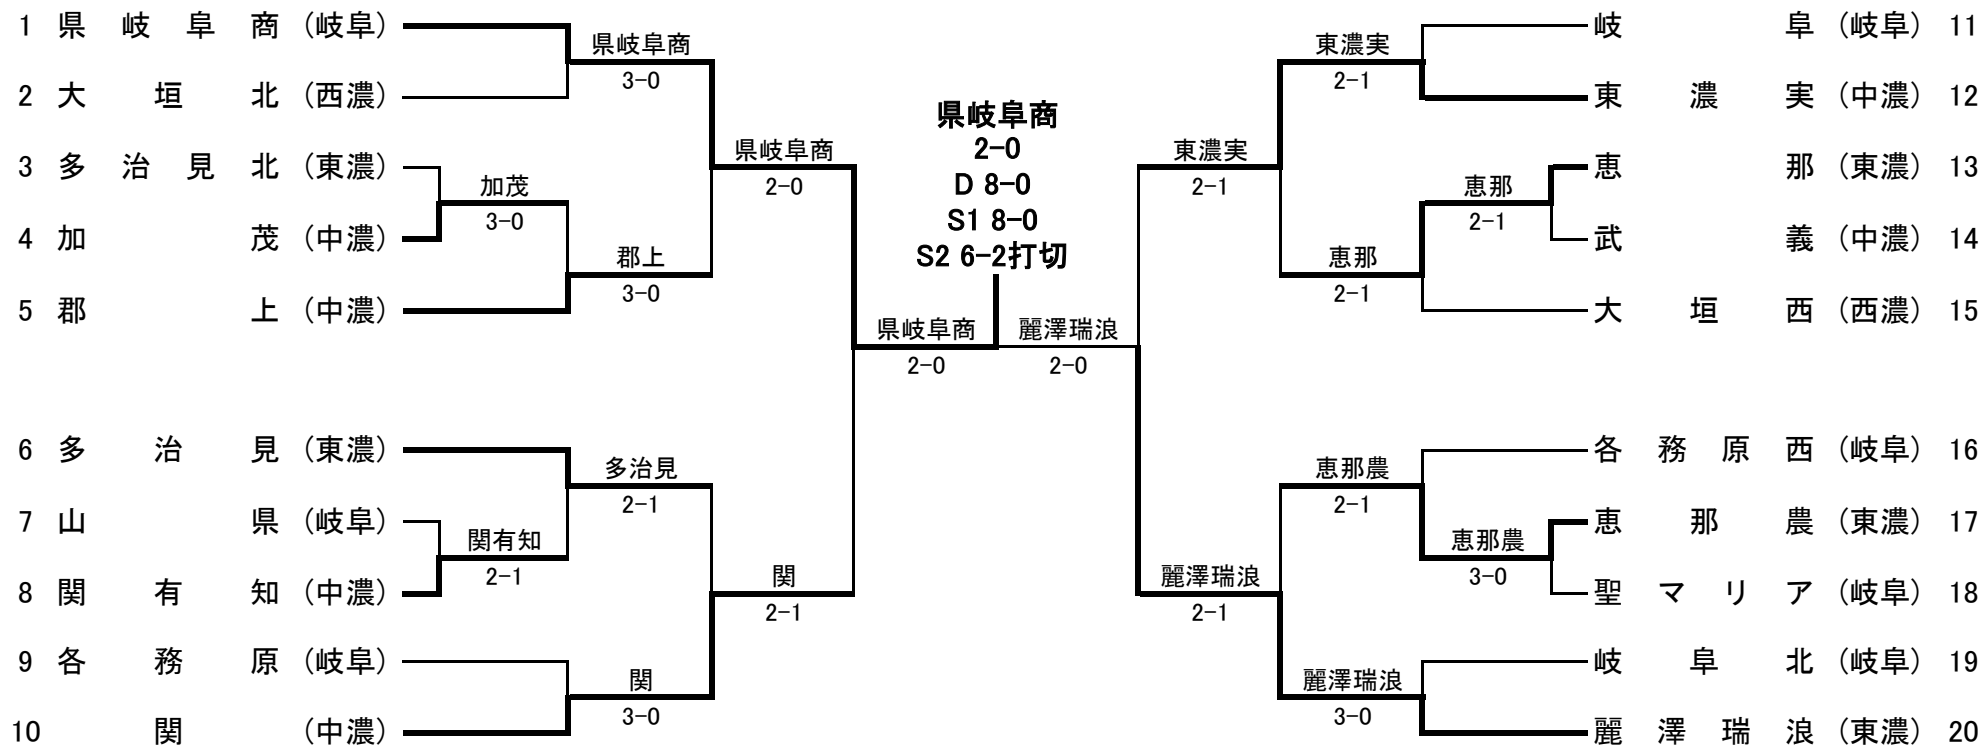 1 県岐阜商 (岐阜)
2 大垣北 (西濃)
3 多治見北 (東濃)
4 加茂 (中濃)
5 郡上 (中濃)
6 多治見 (東濃)
7 山県 (岐阜)
8 関有知 (中濃)
9 各務原 (岐阜)
10 関 (中濃)
加茂
3-0
関有知
2-1
県岐阜商
3-0
郡上
3-0
多治見
2-1
関
3-0
県岐阜商
2-0
関
2-1
県岐阜商
2-0
県岐阜商
2-0
D 8-0
S1 8-0
S2 6-2打切
麗澤瑞浪
2-0
東濃実
2-1
麗澤瑞浪
2-1
東濃実
2-1
恵那
2-1
恵那農
2-1
麗澤瑞浪
3-0
恵那
2-1
恵那農
3-0
岐阜 (岐阜) 11
東濃実 (中濃) 12
恵那 (東濃) 13
武義 (中濃) 14
大垣西 (西濃) 15
各務原西 (岐阜) 16
恵那農 (東濃) 17
聖マリア (岐阜) 18
岐阜北 (岐阜) 19
麗澤瑞浪 (東濃) 20